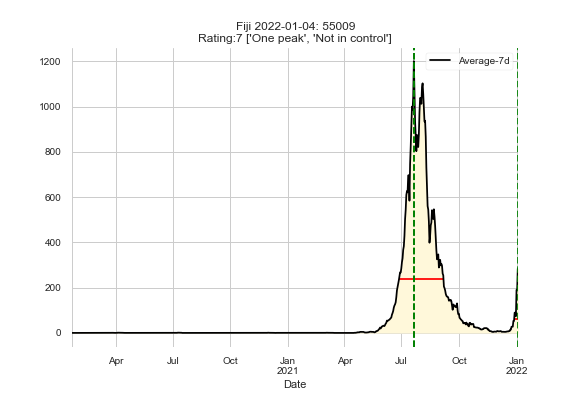 Fiji 2022-01-04: 55009
Rating:7 ['One peak', 'Not in control']
Average-7d
1200
1000
800
600
400
200
0
Apr Jul Oct Jan Apr Jul Oct Jan
2021 2022
Date